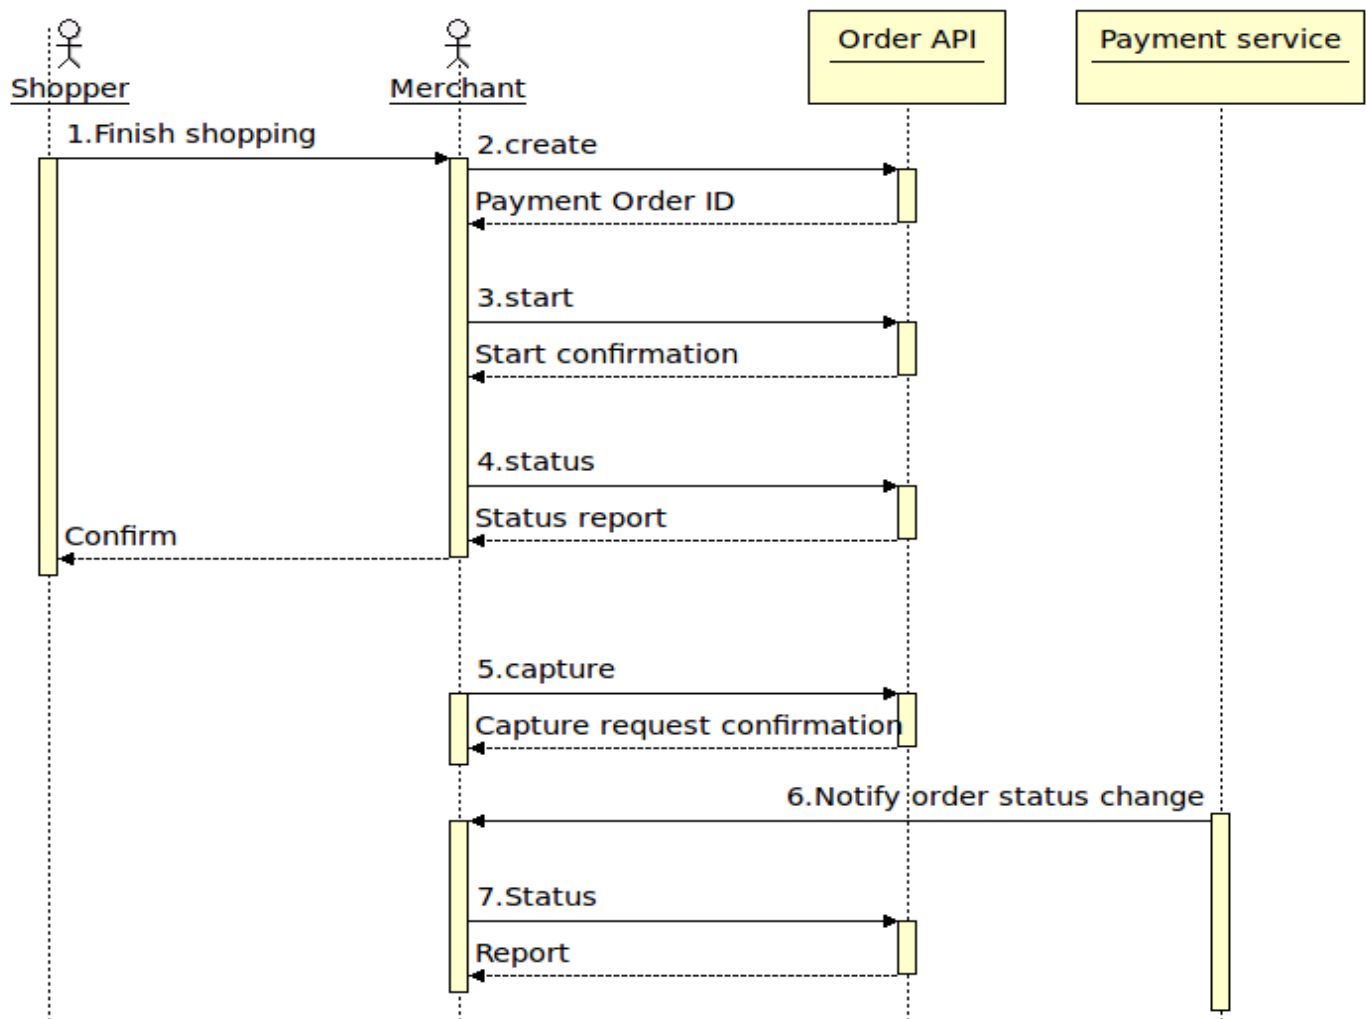 Shopper
Merchant
Order API
Payment service
1.Finish shopping
2.create
Payment Order ID
3.start
Start confirmation
4.status
Status report
Confirm
5.capture
Capture request confirmation
6.Notify order status change
7.Status
Report